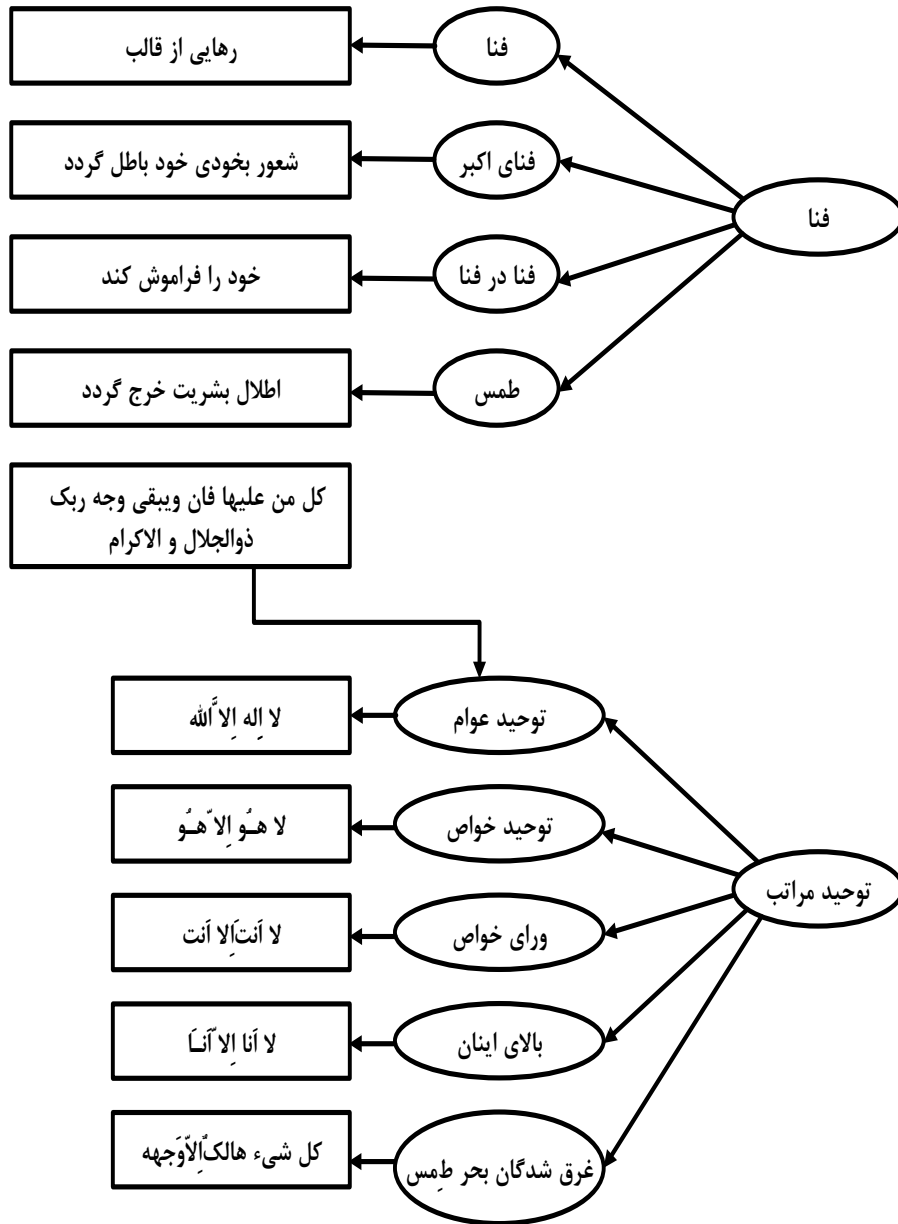 فنا
فنا
رهایی از قالب
فنای اکبر
شعور بخودی خود باطل گردد
فنا در فنا
خود را فراموش کند
طمس
اطلال بشریت خرج گردد
کل من علیها فان ویبقی وجه ربک
ذوالجلال و الاکرام
توحید مراتب
توحید عوام
لا اِله اِلاَّ الله
توحید خواص
لا هـُو اِلاّ هـُو
ورای خواص
لا اَنتَ اِلا اَنت
بالای اینان
لا اَنا اِلاّ اَنـَا
غرق شدگان بحر طمِس
کل شیء هالکٌ اِلاّ وَجهه